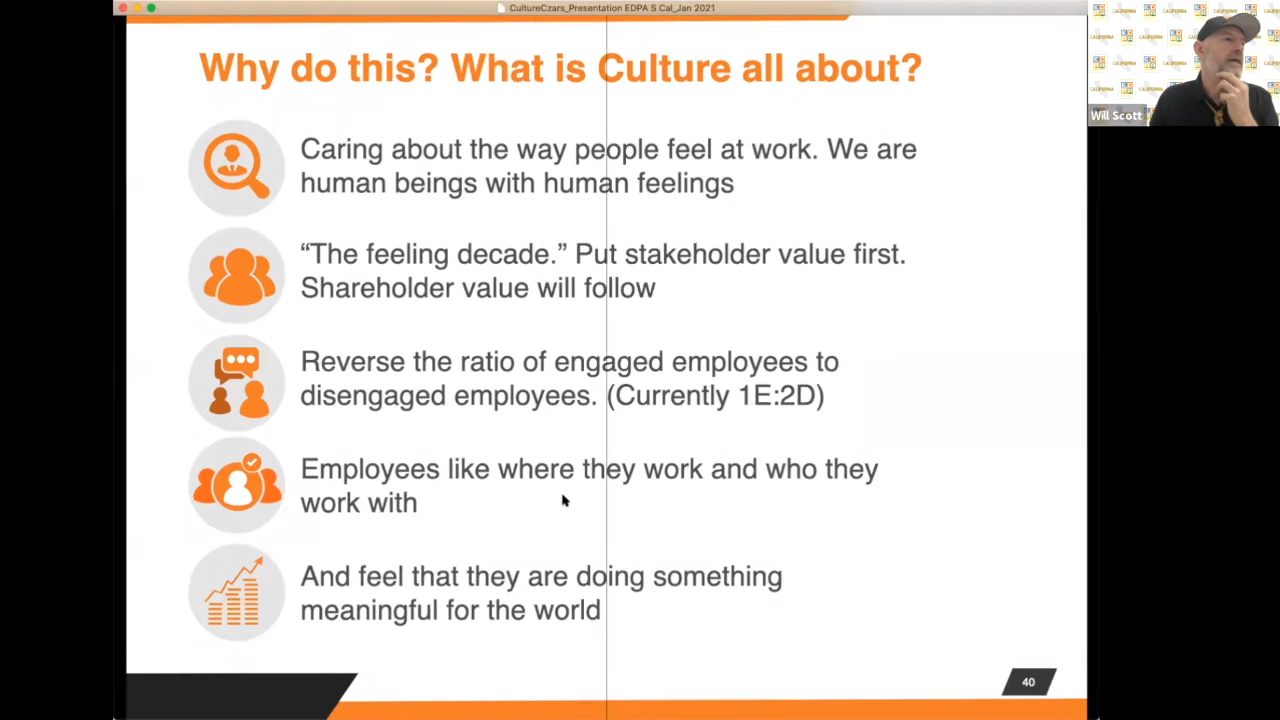 CultureCzars_Presentation EDPA S Cal_Jan 2021
Why do this? What is Culture all about?
Caring about the way people feel at work. We are
human beings with human feelings
“The feeling decade.” Put stakeholder value first.
Shareholder value will follow
Reverse the ratio of engaged employees to
disengaged employees. (Currently 1E:2D)
Employees like where they work and who they
work with
And feel that they are doing something
meaningful for the world
40
Will Scott
CALIFORNIA